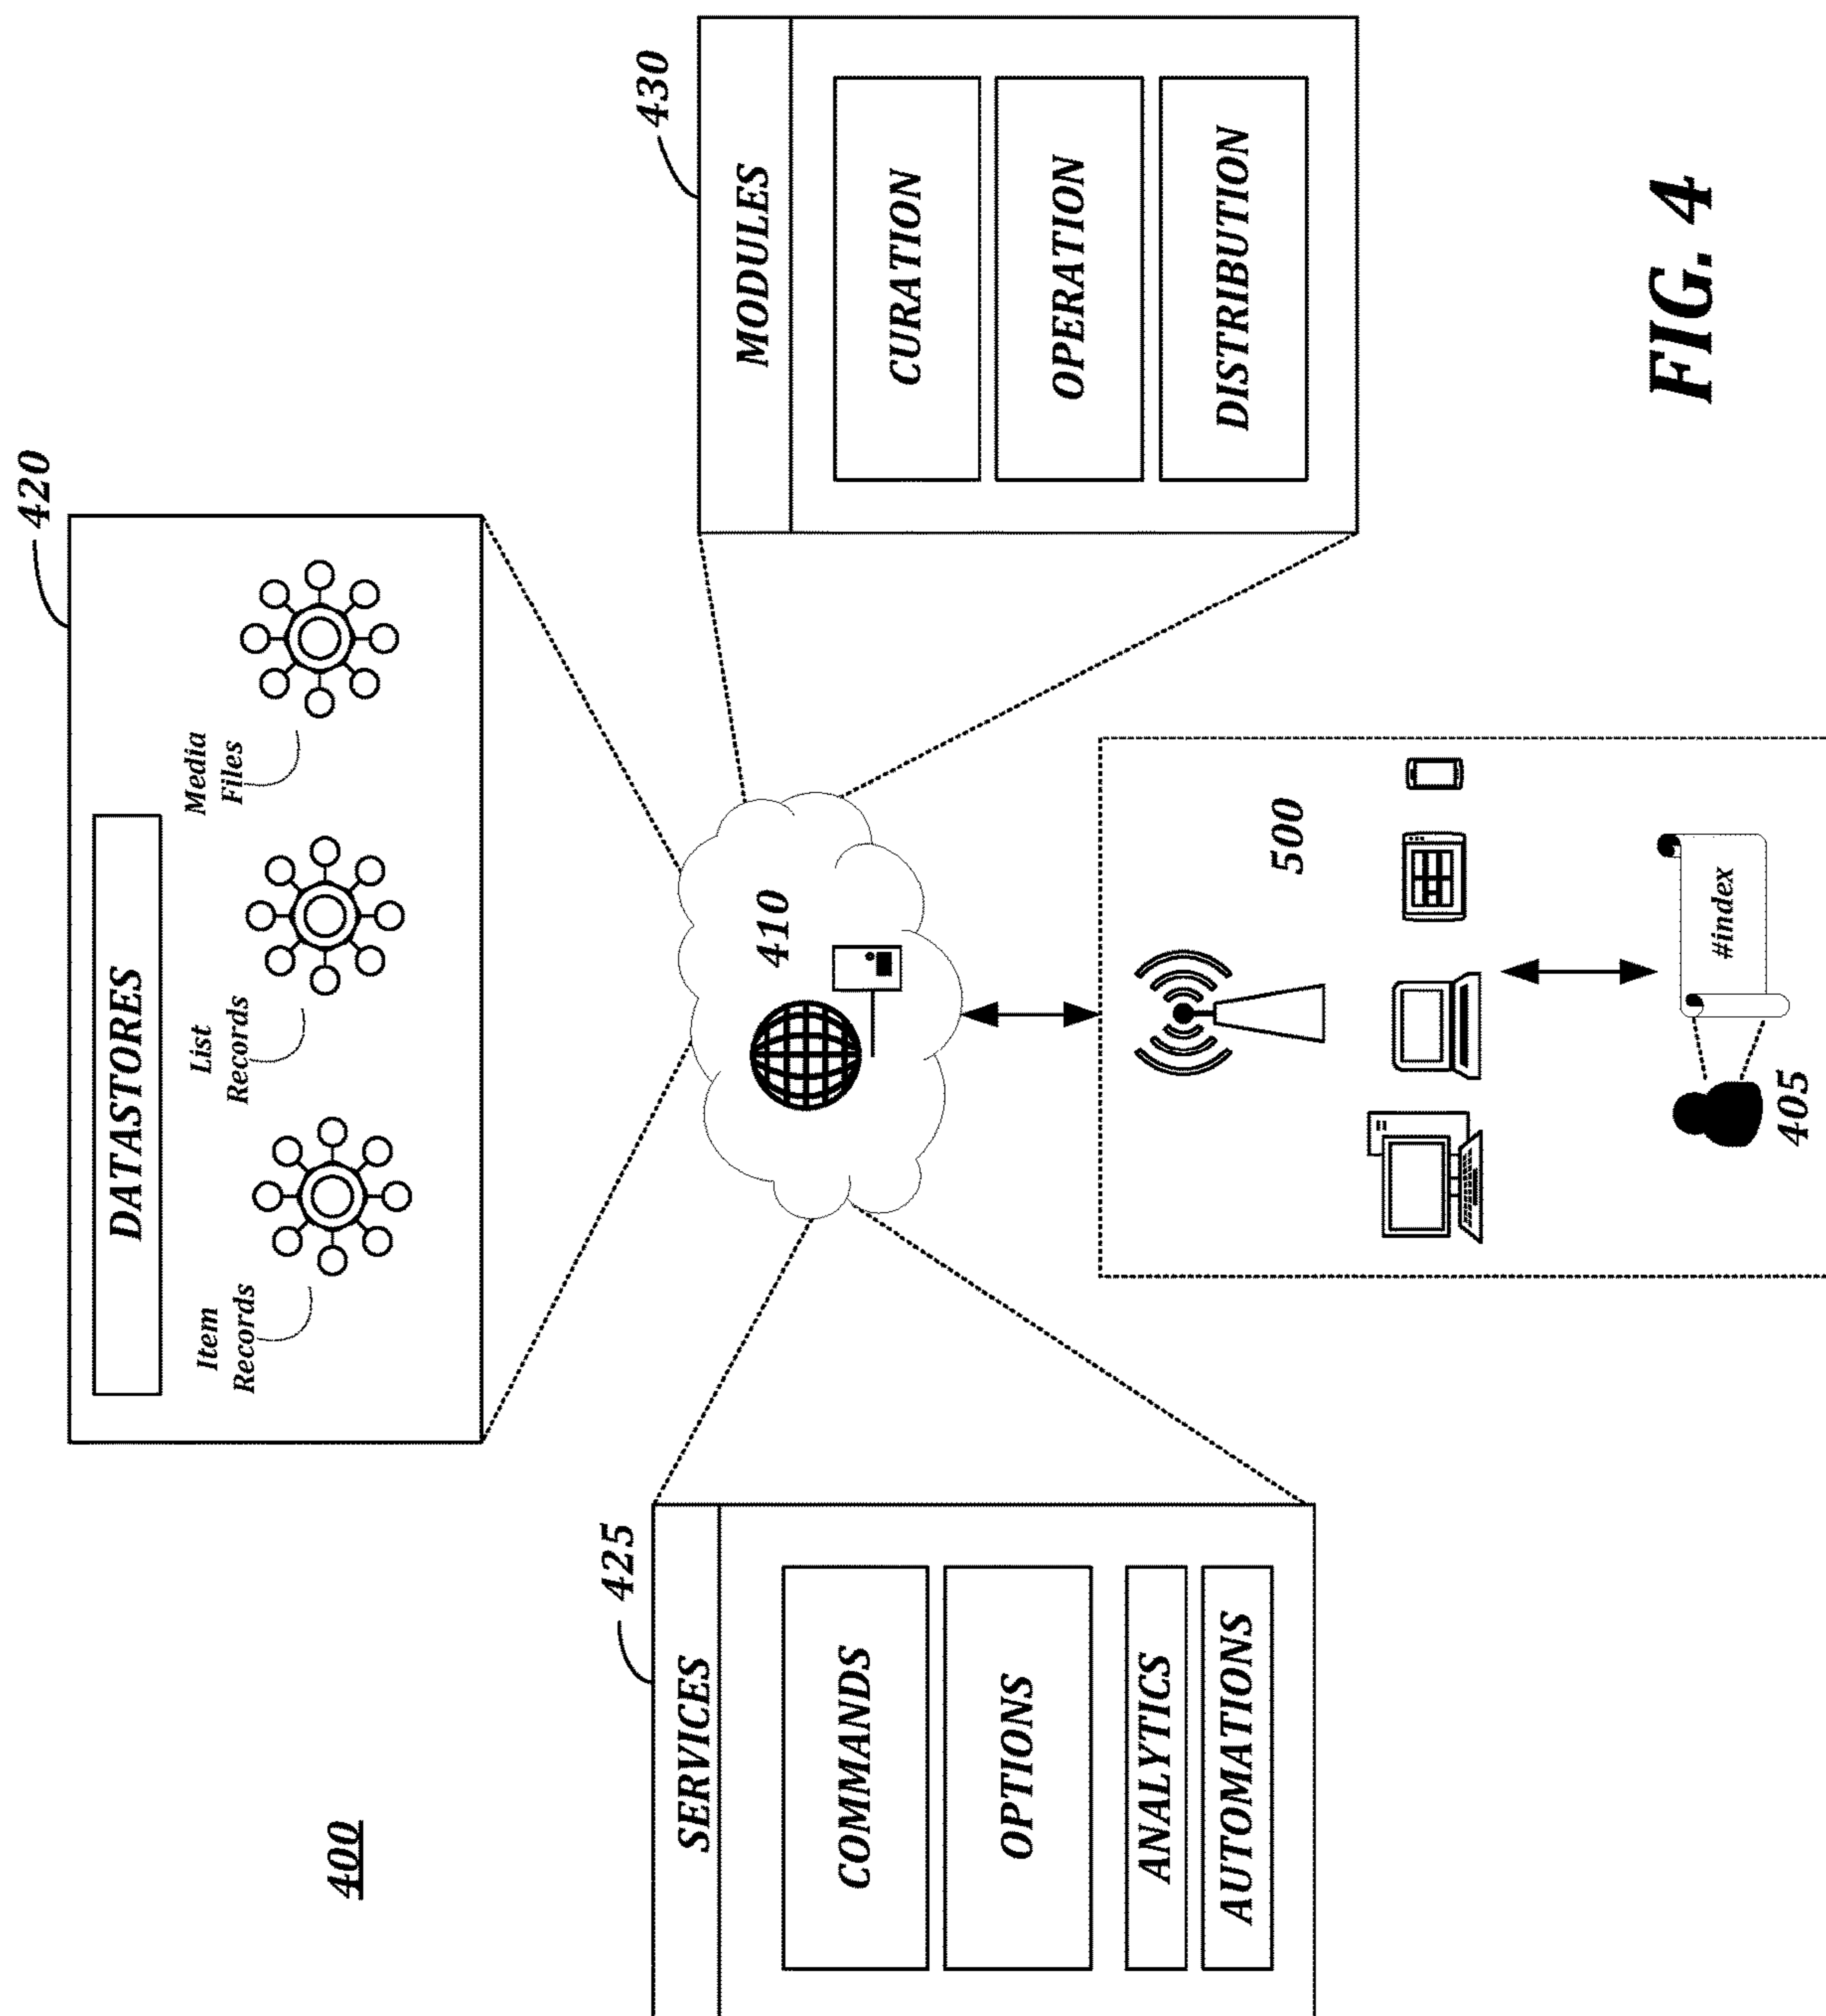 400
420
DATASTORES
Item
Records
List
Records
Media
Files
425
SERVICES
COMMANDS
OPTIONS
ANALYTICS
AUTOMATIONS
410
430
MODULES
CURATION
OPERATION
DISTRIBUTION
500
#index
405
FIG. 4